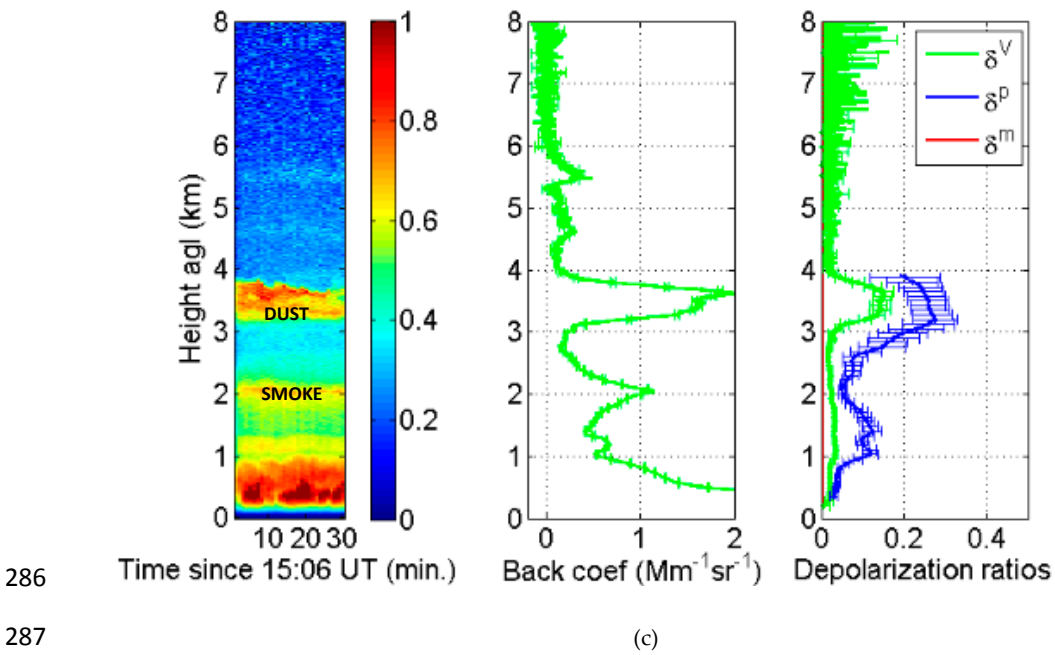 8
7
6
5
4
3
2
1
0
Height agl (km)
DUST
SMOKE
10 20 30
Time since 15:06 UT (min.)
1
0.8
0.6
0.4
0.2
0
8
7
6
5
4
3
2
1
0
0 1 2
Back coef (Mm⁻¹sr⁻¹)
8
7
6
5
4
3
2
1
0
0 0.2 0.4
Depolarization ratios
δⱽ
δᵖ
δᵐ
286
287
(c)